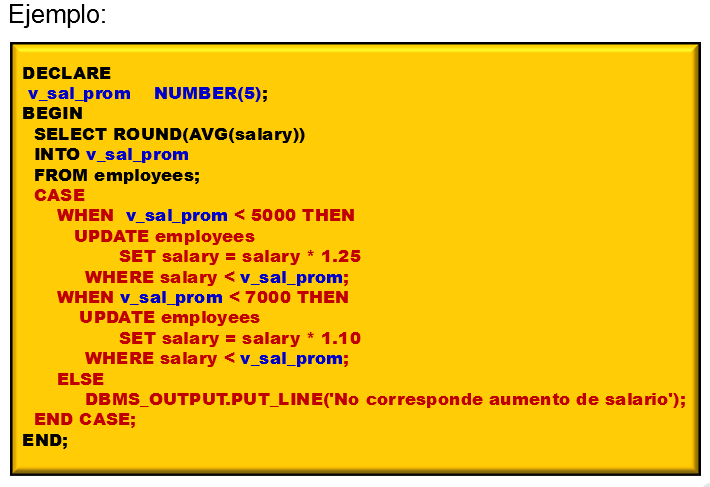 Ejemplo:
DECLARE
v_sal_prom NUMBER(5);
BEGIN
SELECT ROUND(AVG(salary))
INTO v_sal_prom
FROM employees;
CASE
WHEN v_sal_prom < 5000 THEN
UPDATE employees
SET salary = salary * 1.25
WHERE salary < v_sal_prom;
WHEN v_sal_prom < 7000 THEN
UPDATE employees
SET salary = salary * 1.10
WHERE salary < v_sal_prom;
ELSE
DBMS_OUTPUT.PUT_LINE('No corresponde aumento de salario');
END CASE;
END;